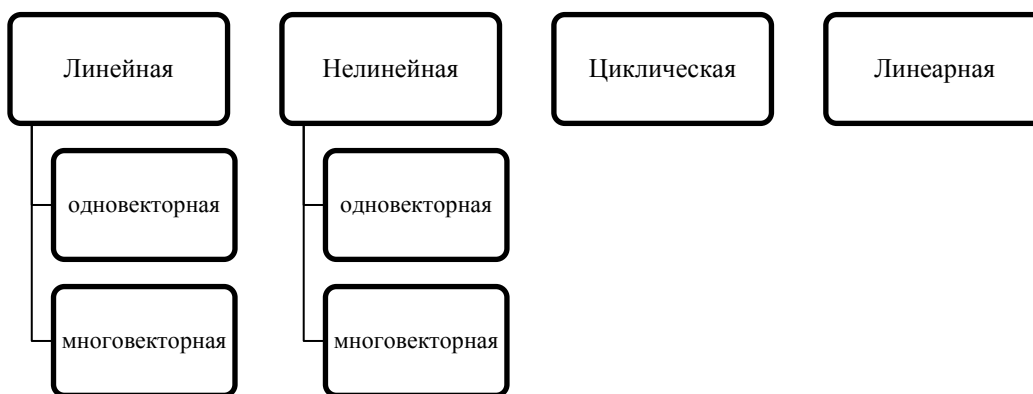 Линейная
одновекторная
многовекторная
Нелинейная
одновекторная
многовекторная
Циклическая
Линеарная